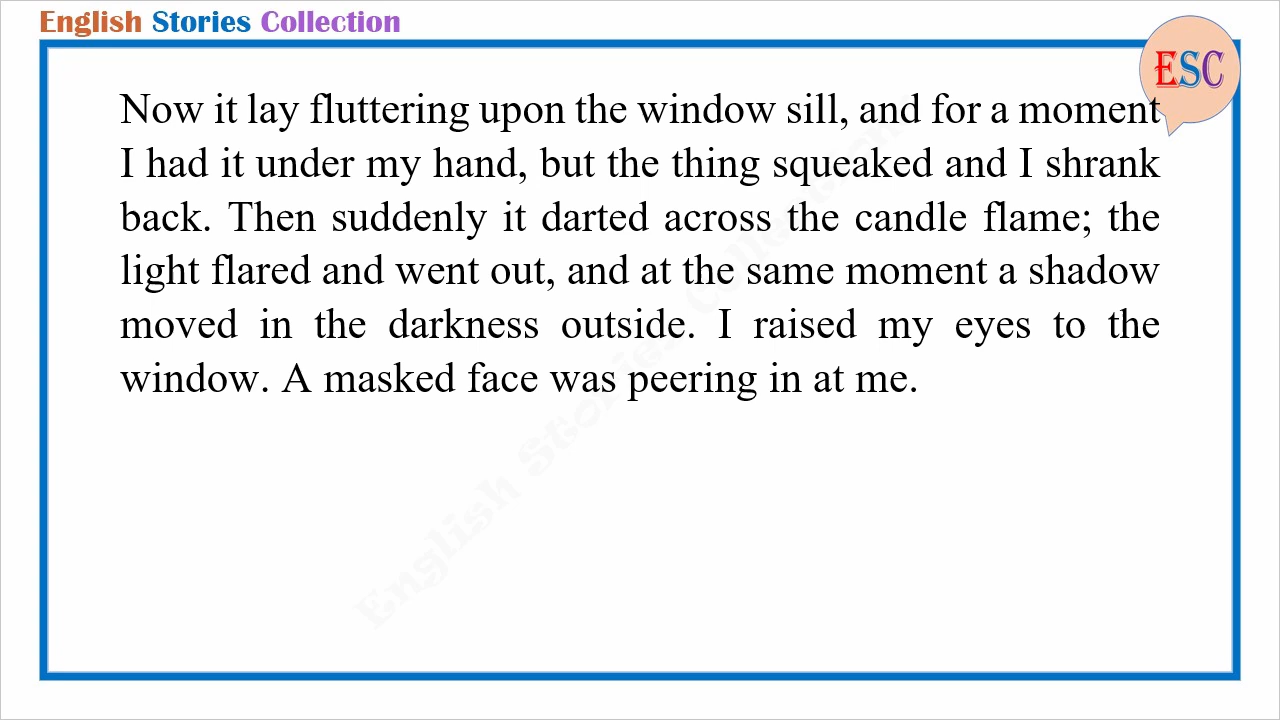 English Stories Collection
ESC
Now it lay fluttering upon the window sill, and for a moment
I had it under my hand, but the thing squeaked and I shrank
back. Then suddenly it darted across the candle flame; the
light flared and went out, and at the same moment a shadow
moved in the darkness outside. I raised my eyes to the
window. A masked face was peering in at me.
English Stories Collection